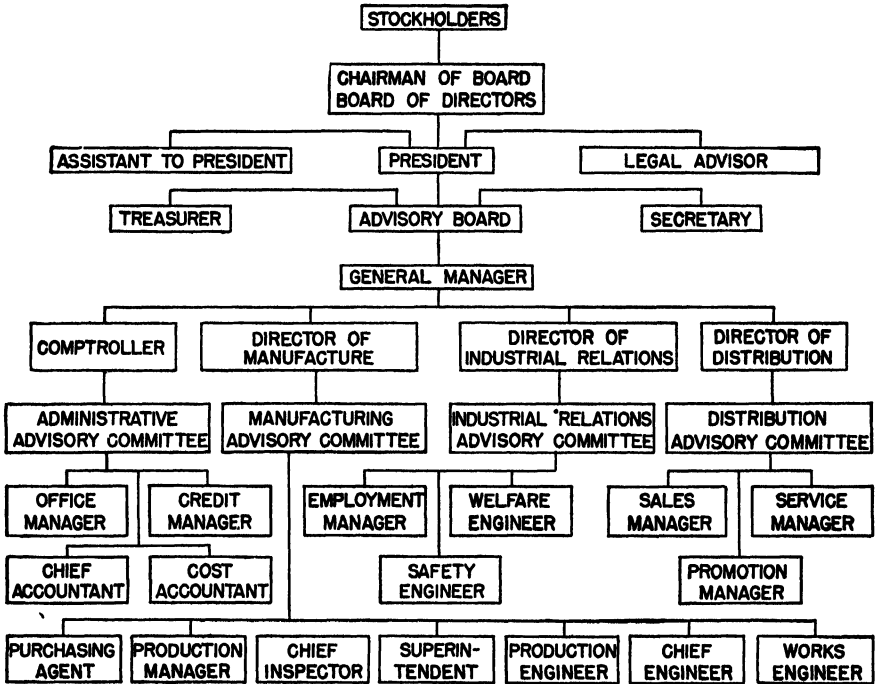 STOCKHOLDERS
CHAIRMAN OF BOARD
BOARD OF DIRECTORS
ASSISTANT TO PRESIDENT
PRESIDENT
LEGAL ADVISOR
TREASURER
ADVISORY BOARD
SECRETARY
GENERAL MANAGER
COMPTROLLER
DIRECTOR OF
MANUFACTURE
DIRECTOR OF
INDUSTRIAL RELATIONS
DIRECTOR OF
DISTRIBUTION
ADMINISTRATIVE
ADVISORY COMMITTEE
MANUFACTURING
ADVISORY COMMITTEE
INDUSTRIAL RELATIONS
ADVISORY COMMITTEE
DISTRIBUTION
ADVISORY COMMITTEE
OFFICE
MANAGER
CREDIT
MANAGER
EMPLOYMENT
MANAGER
WELFARE
ENGINEER
SALES
MANAGER
SERVICE
MANAGER
CHIEF
ACCOUNTANT
COST
ACCOUNTANT
SAFETY
ENGINEER
PROMOTION
MANAGER
PURCHASING
AGENT
PRODUCTION
MANAGER
CHIEF
INSPECTOR
SUPERIN-
TENDENT
PRODUCTION
ENGINEER
CHIEF
ENGINEER
WORKS
ENGINEER